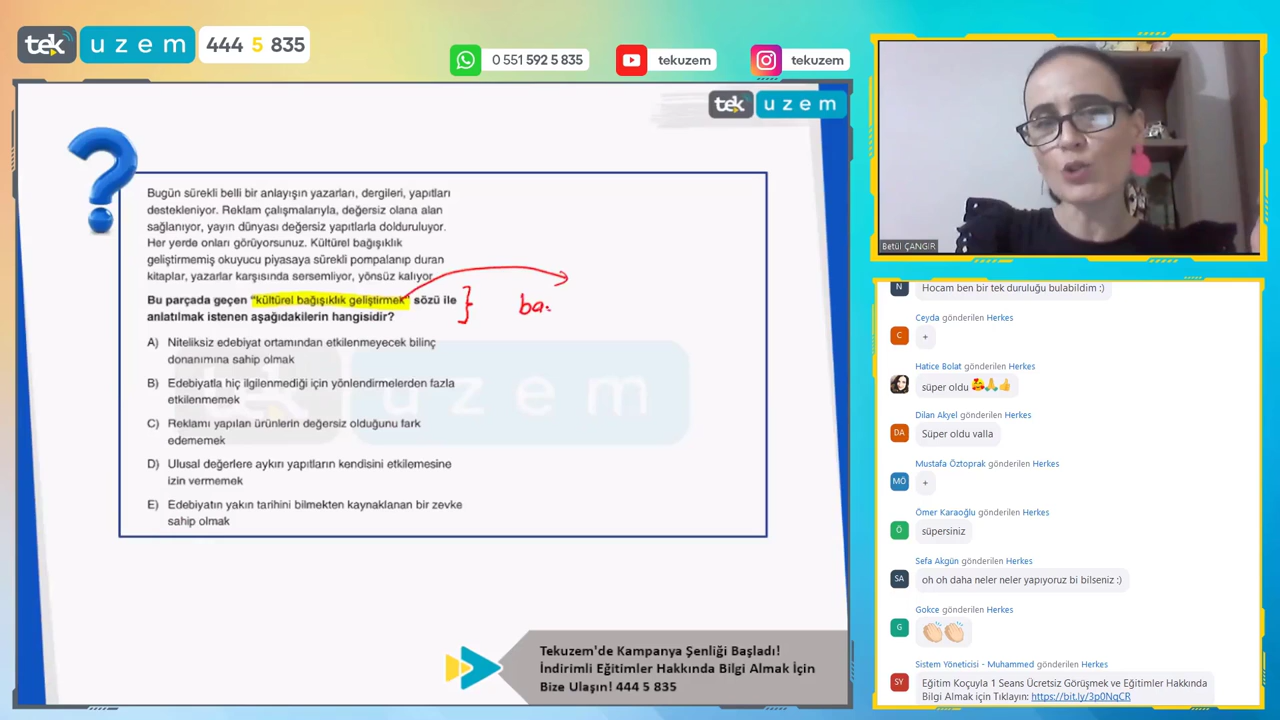 tek uzem 444 5 835
0 551 592 5 835
tekuzem
tekuzem
tek uzem
Bugün sürekli belli bir anlayışın yazarları, dergileri, yapıtları
destekleniyor. Reklam çalışmalarıyla, değersiz olana alan
sağlanıyor, yayın dünyası değersiz yapıtlarla dolduruluyor.
Her yerde onları görüyorsunuz. Kültürel bağışıklık
geliştirmemiş okuyucu piyasaya sürekli pompalanıp duran
kitaplar, yazarlar karşısında sersemliyor, yönsüz kalıyor.
Bu parçada geçen "kültürel bağışıklık geliştirmek" sözü ile
anlatılmak istenen aşağıdakilerin hangisidir?
ba
A) Niteliksiz edebiyat ortamından etkilenmeyecek bilinç
donanımına sahip olmak
B) Edebiyatla hiç ilgilenmediği için yönlendirmelerden fazla
etkilenmemek
C) Reklamı yapılan ürünlerin değersiz olduğunu fark
edememek
D) Ulusal değerlere aykırı yapıtların kendisini etkilemesine
izin vermemek
E) Edebiyatın yakın tarihini bilmekten kaynaklanan bir zevke
sahip olmak
tek uzem
Tekuzem'de Kampanya Şenliği Başladı!
İndirimli Eğitimler Hakkında Bilgi Almak İçin
Bize Ulaşın! 444 5 835
Betül ÇANGIR
N
Hocam ben bir tek duruluğu bulabildim :)
Ceyda gönderilen Herkes
C
+
Hatice Bolat gönderilen Herkes
süper oldu 🥰🙏👍
Dilan Akyel gönderilen Herkes
DA
Süper oldu valla
Mustafa Öztoprak gönderilen Herkes
MÖ
+
Ömer Karaoğlu gönderilen Herkes
Ö
süpersiniz
Sefa Akgün gönderilen Herkes
SA
oh oh daha neler neler yapıyoruz bi bilseniz :)
Gokce gönderilen Herkes
G
👏🏻👏🏻
Sistem Yöneticisi - Muhammed gönderilen Herkes
SY
Eğitim Koçuyla 1 Seans Ücretsiz Görüşmek ve Eğitimler Hakkında
Bilgi Almak için Tıklayın: https://bit.ly/3p0NqCR